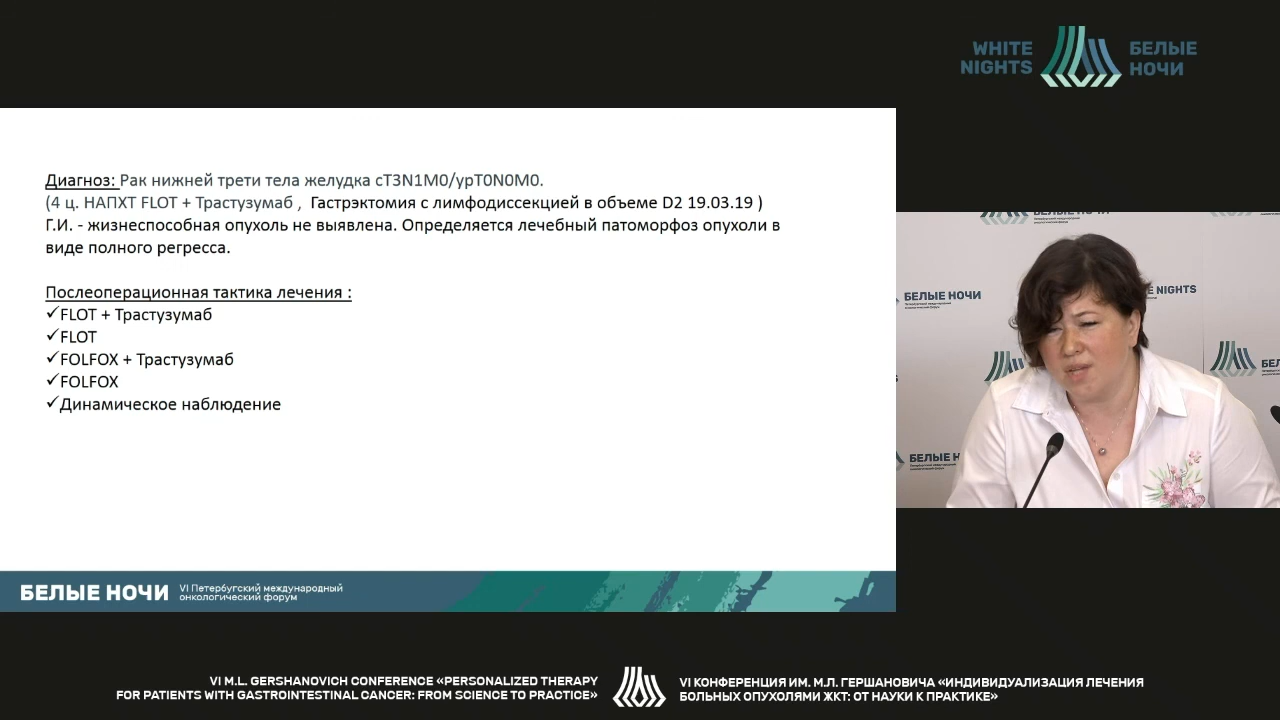 WHITE
NIGHTS
БЕЛЫЕ
НОЧИ
Диагноз: Рак нижней трети тела желудка cT3N1M0/ypT0N0M0.
(4 ц. НАПХТ FLOT + Трастузумаб , Гастрэктомия с лимфодиссекцией в объеме D2 19.03.19 )
Г.И. - жизнеспособная опухоль не выявлена. Определяется лечебный патоморфоз опухоли в
виде полного регресса.
Послеоперационная тактика лечения :
✓FLOT + Трастузумаб
✓FLOT
✓FOLFOX + Трастузумаб
✓FOLFOX
✓Динамическое наблюдение
БЕЛЫЕ НОЧИ
E NIGHTS
БЕЛЫЕ
БЕЛЫЕ Н
БЕЛЫЕ НОЧИ
VI Петербугский международный
онкологический форум
VI M.L. GERSHANOVICH CONFERENCE «PERSONALIZED THERAPY
FOR PATIENTS WITH GASTROINTESTINAL CANCER: FROM SCIENCE TO PRACTICE»
VI КОНФЕРЕНЦИЯ ИМ. М.Л. ГЕРШАНОВИЧА «ИНДИВИДУАЛИЗАЦИЯ ЛЕЧЕНИЯ
БОЛЬНЫХ ОПУХОЛЯМИ ЖКТ: ОТ НАУКИ К ПРАКТИКЕ»